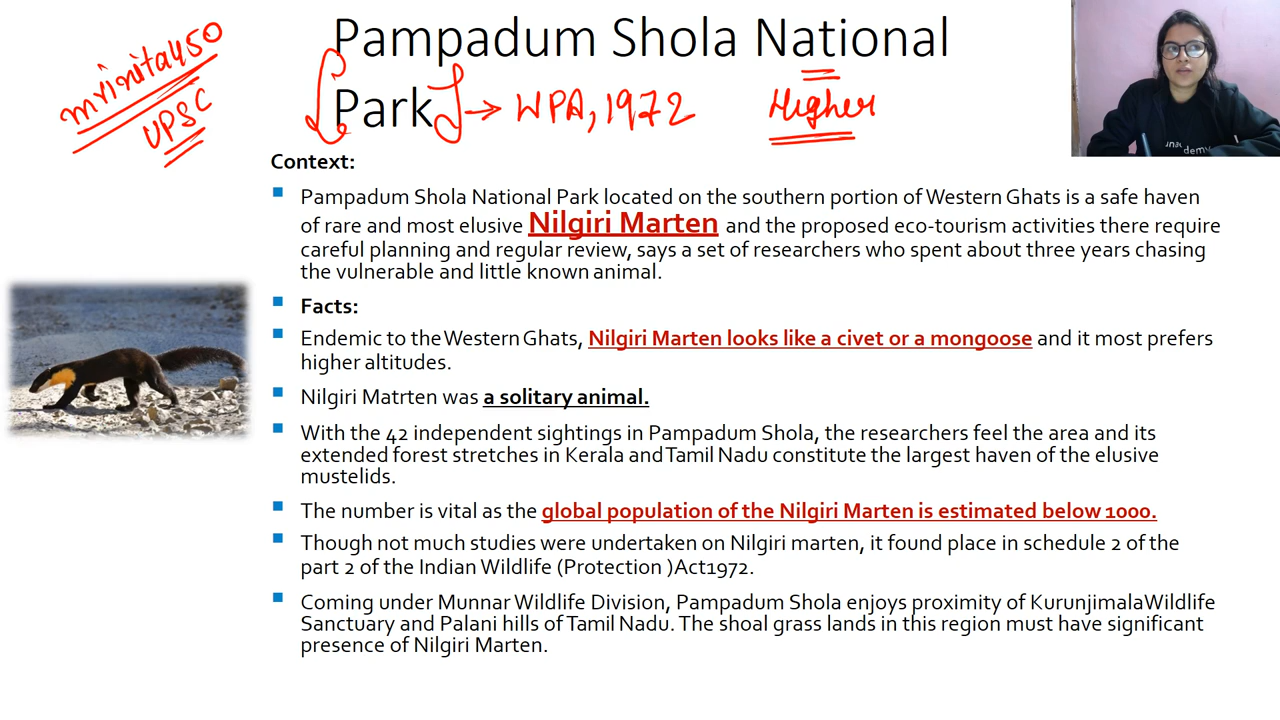 Pampadum Shola National
Park → WPA, 1972
Higher
mrinita450
UPSC
unac
demy
Context:
Pampadum Shola National Park located on the southern portion of Western Ghats is a safe haven
of rare and most elusive Nilgiri Marten and the proposed eco-tourism activities there require
careful planning and regular review, says a set of researchers who spent about three years chasing
the vulnerable and little known animal.
Facts:
Endemic to the Western Ghats, Nilgiri Marten looks like a civet or a mongoose and it most prefers
higher altitudes.
Nilgiri Matrten was a solitary animal.
With the 42 independent sightings in Pampadum Shola, the researchers feel the area and its
extended forest stretches in Kerala and Tamil Nadu constitute the largest haven of the elusive
mustelids.
The number is vital as the global population of the Nilgiri Marten is estimated below 1000.
Though not much studies were undertaken on Nilgiri marten, it found place in schedule 2 of the
part 2 of the Indian Wildlife (Protection )Act1972.
Coming under Munnar Wildlife Division, Pampadum Shola enjoys proximity of KurunjimalaWildlife
Sanctuary and Palani hills of Tamil Nadu. The shoal grass lands in this region must have significant
presence of Nilgiri Marten.